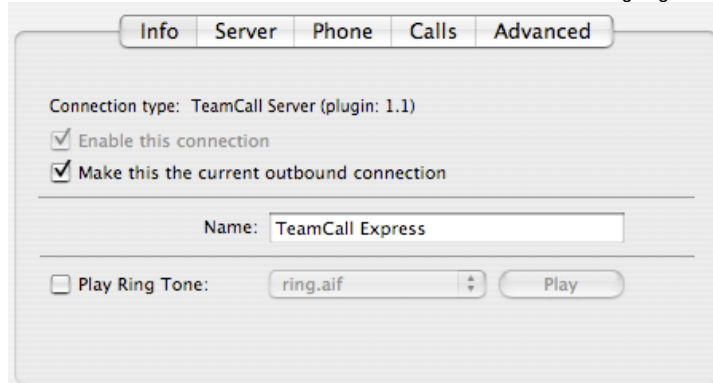 Info Server Phone Calls Advanced
Connection type: TeamCall Server (plugin: 1.1)
Enable this connection
Make this the current outbound connection
Name: TeamCall Express
Play Ring Tone: ring.aif Play